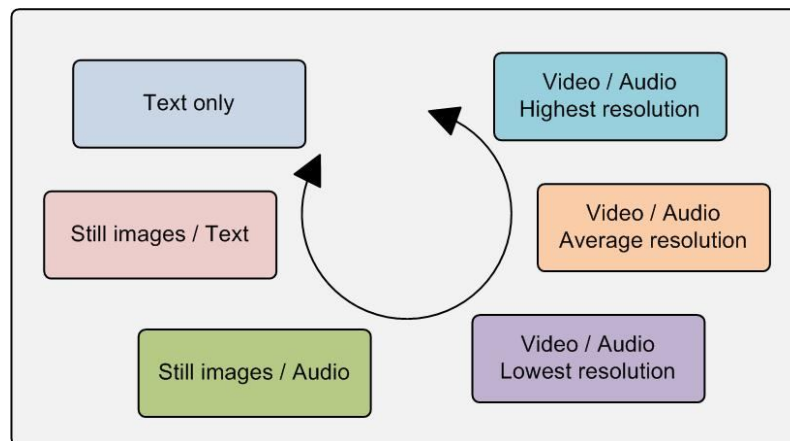 Text only
Video / Audio
Highest resolution
Still images / Text
Video / Audio
Average resolution
Still images / Audio
Video / Audio
Lowest resolution